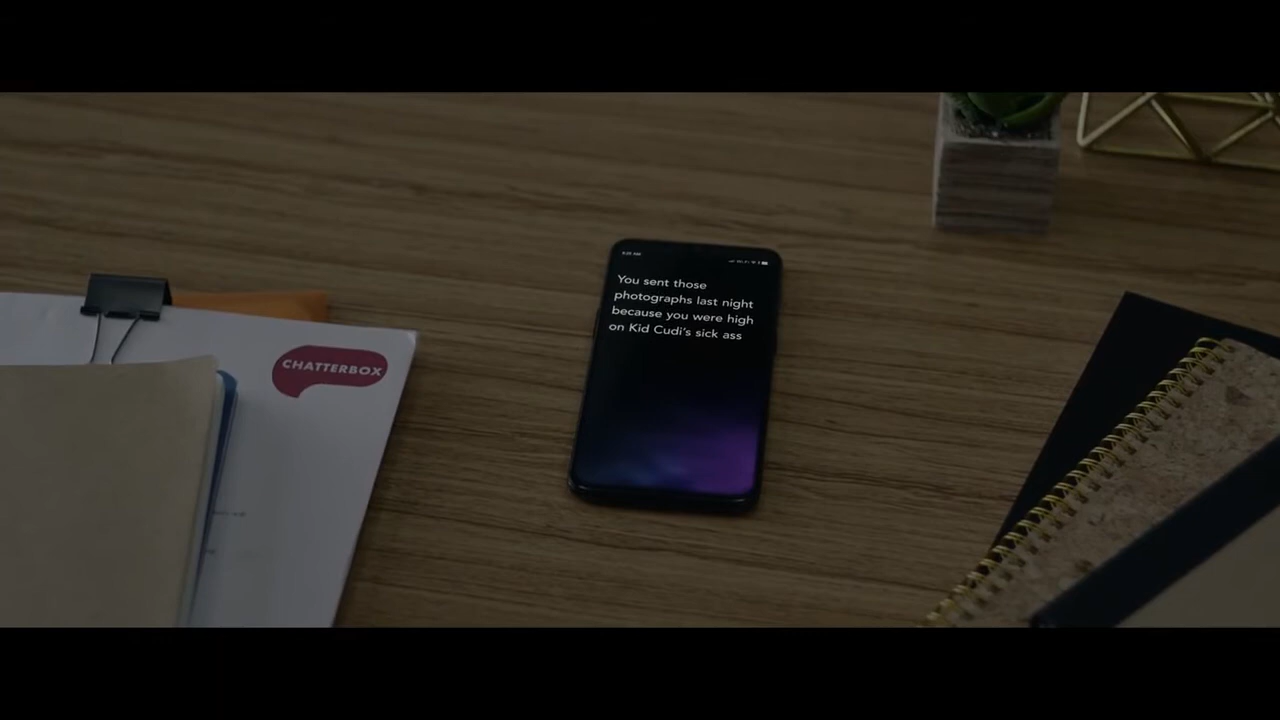 You sent those
photographs last night
because you were high
on Kid Cudi's sick ass
CHATTERBOX